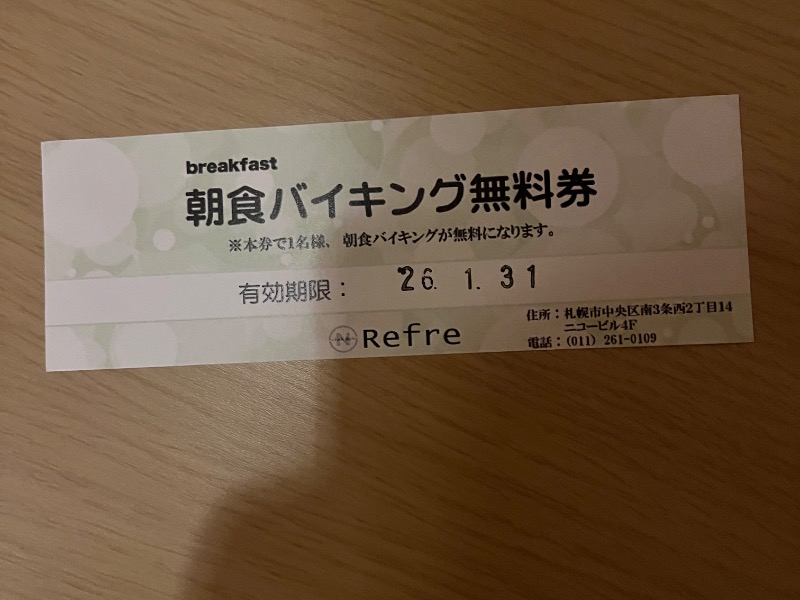 breakfast
朝食バイキング無料券
※本券で1名様、朝食バイキングが無料になります。
有効期限： '26. 1. 31
N Refre
住所：札幌市中央区南3条西2丁目14
ニコービル4F
電話：(011) 261-0109